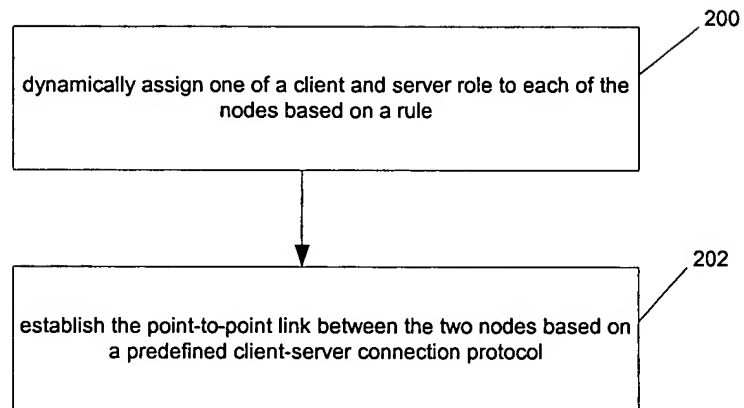 200
dynamically assign one of a client and server role to each of the
nodes based on a rule
202
establish the point-to-point link between the two nodes based on
a predefined client-server connection protocol